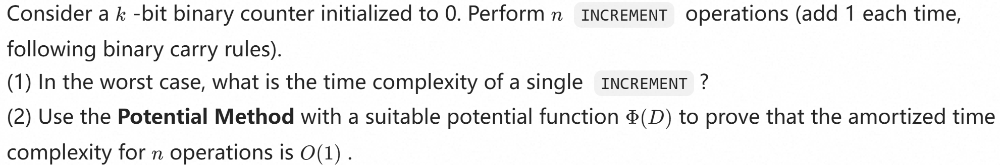 Consider a k -bit binary counter initialized to 0. Perform n INCREMENT operations (add 1 each time,
following binary carry rules).
(1) In the worst case, what is the time complexity of a single INCREMENT ?
(2) Use the Potential Method with a suitable potential function Φ(D) to prove that the amortized time
complexity for n operations is O(1) .